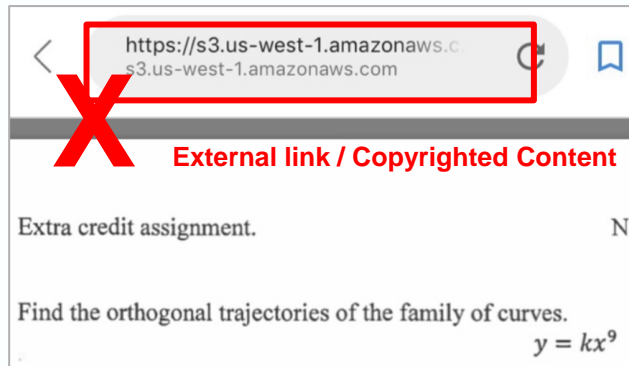 https://s3.us-west-1.amazonaws.c
s3.us-west-1.amazonaws.com
X
External link / Copyrighted Content
Extra credit assignment. N
Find the orthogonal trajectories of the family of curves.
y = kx⁹